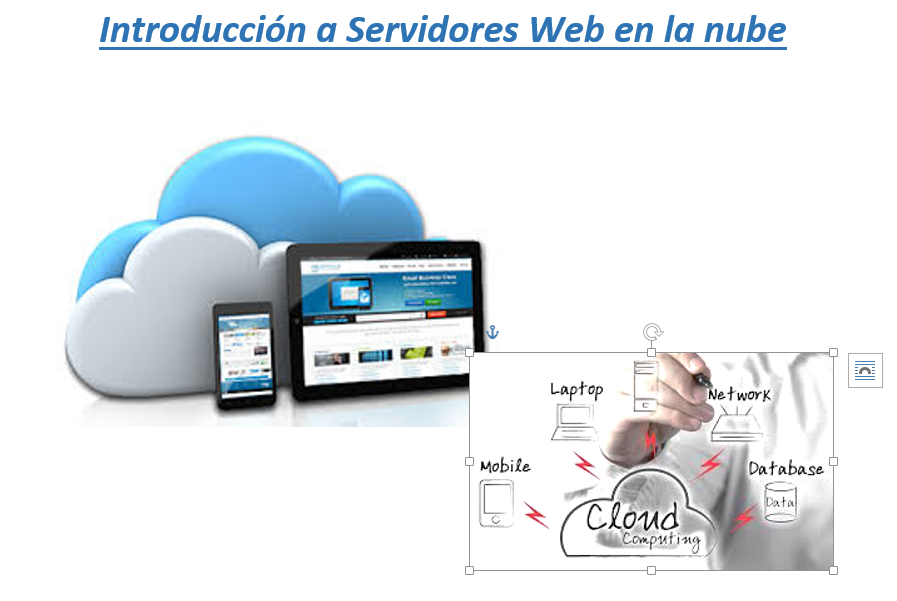 Introducción a Servidores Web en la nube
Laptop
Network
Mobile
Database
Data
Cloud
Computing